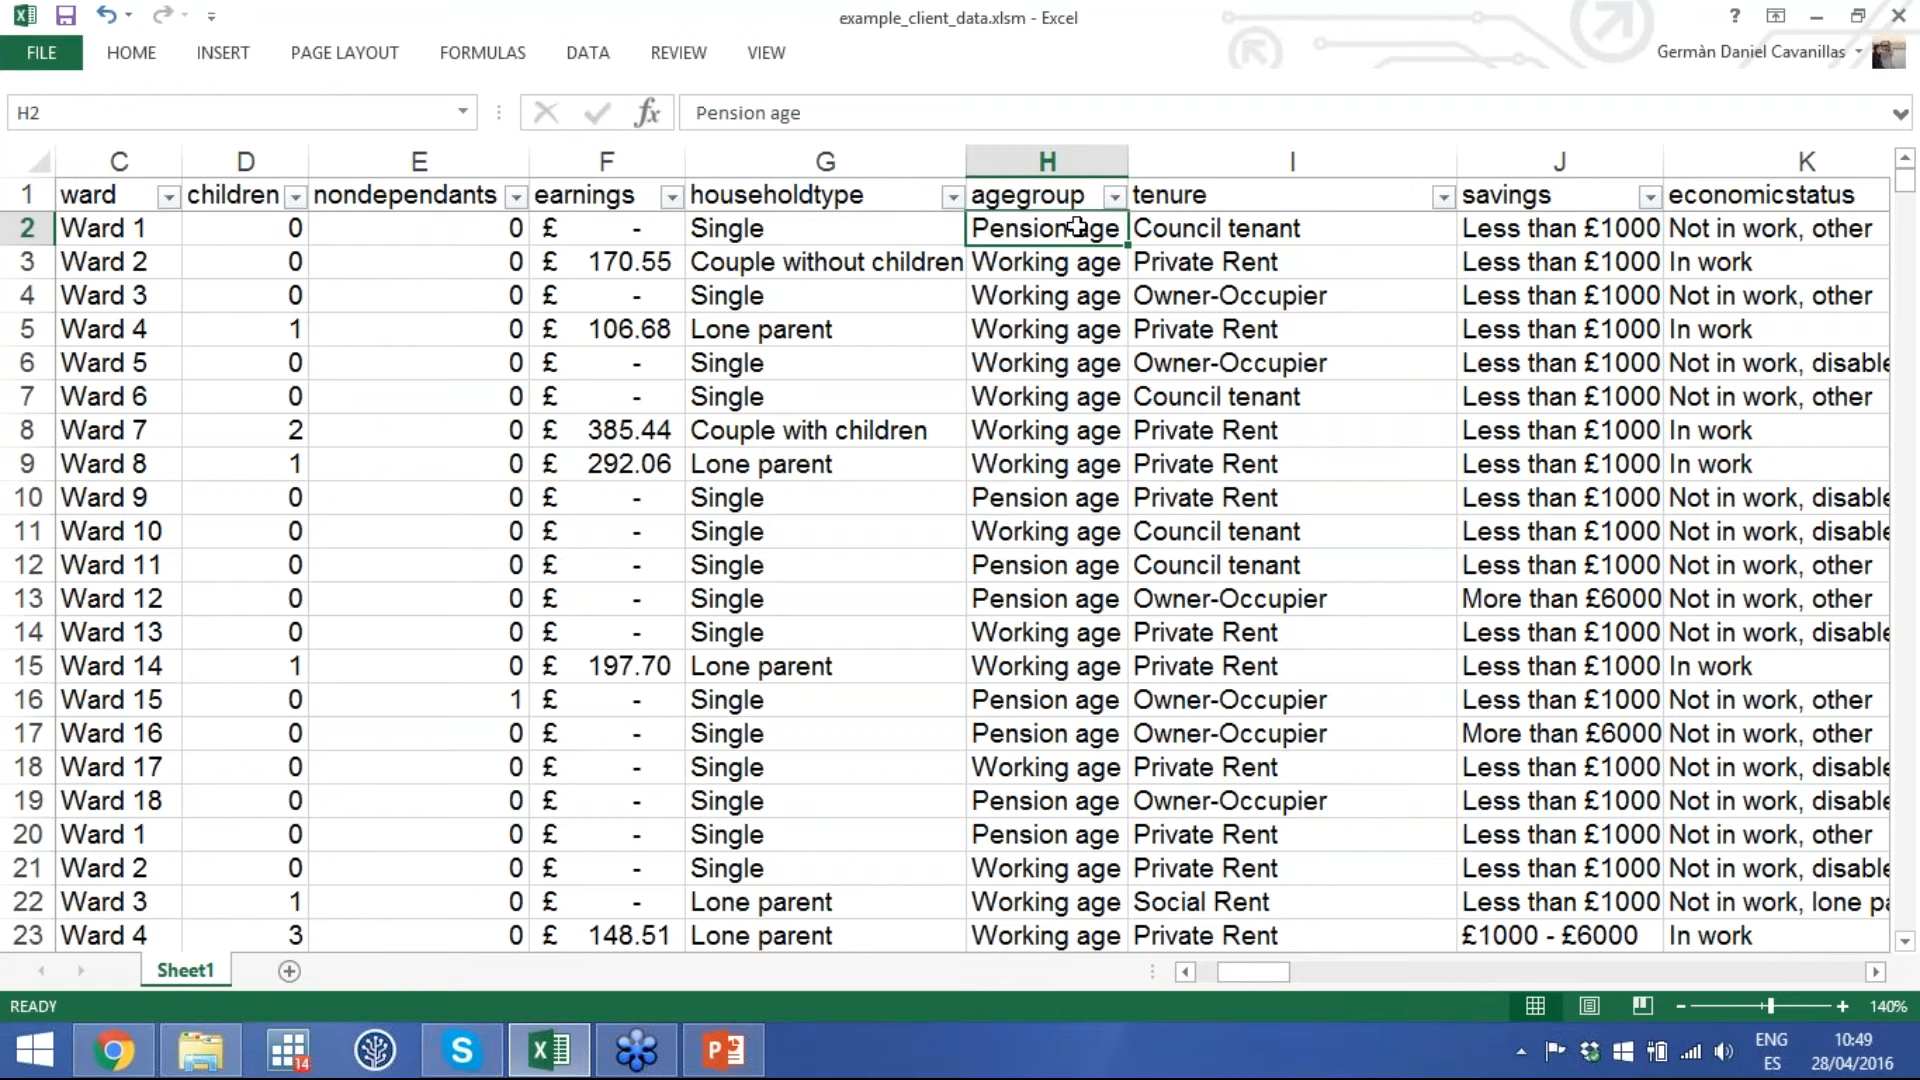 example_client_data.xlsm - Excel
?
FILE HOME INSERT PAGE LAYOUT FORMULAS DATA REVIEW VIEW Germàn Daniel Cavanillas
H2 fx Pension age
C D E F G H I J K
1 ward children nondependants earnings householdtype agegroup tenure savings economicstatus
2 Ward 1 0 0 £ - Single Pension age Council tenant Less than £1000 Not in work, other
3 Ward 2 0 0 £ 170.55 Couple without children Working age Private Rent Less than £1000 In work
4 Ward 3 0 0 £ - Single Working age Owner-Occupier Less than £1000 Not in work, other
5 Ward 4 1 0 £ 106.68 Lone parent Working age Private Rent Less than £1000 In work
6 Ward 5 0 0 £ - Single Working age Owner-Occupier Less than £1000 Not in work, disable
7 Ward 6 0 0 £ - Single Working age Council tenant Less than £1000 Not in work, other
8 Ward 7 2 0 £ 385.44 Couple with children Working age Private Rent Less than £1000 In work
9 Ward 8 1 0 £ 292.06 Lone parent Working age Private Rent Less than £1000 In work
10 Ward 9 0 0 £ - Single Pension age Private Rent Less than £1000 Not in work, disable
11 Ward 10 0 0 £ - Single Working age Council tenant Less than £1000 Not in work, disable
12 Ward 11 0 0 £ - Single Pension age Council tenant Less than £1000 Not in work, other
13 Ward 12 0 0 £ - Single Pension age Owner-Occupier More than £6000 Not in work, other
14 Ward 13 0 0 £ - Single Working age Private Rent Less than £1000 Not in work, disable
15 Ward 14 1 0 £ 197.70 Lone parent Working age Private Rent Less than £1000 In work
16 Ward 15 0 1 £ - Single Pension age Owner-Occupier Less than £1000 Not in work, other
17 Ward 16 0 0 £ - Single Pension age Owner-Occupier More than £6000 Not in work, other
18 Ward 17 0 0 £ - Single Working age Private Rent Less than £1000 Not in work, disable
19 Ward 18 0 0 £ - Single Pension age Owner-Occupier Less than £1000 Not in work, disable
20 Ward 1 0 0 £ - Single Pension age Private Rent Less than £1000 Not in work, other
21 Ward 2 0 0 £ - Single Working age Private Rent Less than £1000 Not in work, disable
22 Ward 3 1 0 £ - Lone parent Working age Social Rent Less than £1000 Not in work, lone pa
23 Ward 4 3 0 £ 148.51 Lone parent Working age Private Rent £1000 - £6000 In work
Sheet1
READY 140%
14
ENG 10:49
ES 28/04/2016